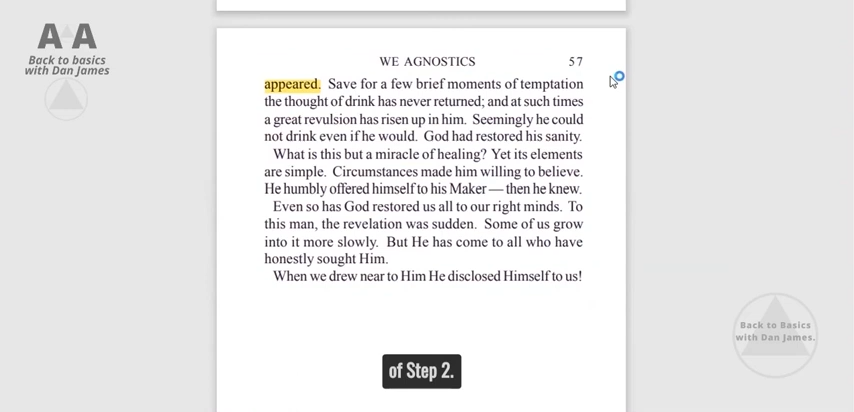 AA
Back to basics
with Dan James
WE AGNOSTICS 57
appeared. Save for a few brief moments of temptation
the thought of drink has never returned; and at such times
a great revulsion has risen up in him. Seemingly he could
not drink even if he would. God had restored his sanity.
What is this but a miracle of healing? Yet its elements
are simple. Circumstances made him willing to believe.
He humbly offered himself to his Maker — then he knew.
Even so has God restored us all to our right minds. To
this man, the revelation was sudden. Some of us grow
into it more slowly. But He has come to all who have
honestly sought Him.
When we drew near to Him He disclosed Himself to us!
Back to Basics
with Dan James.
of Step 2.